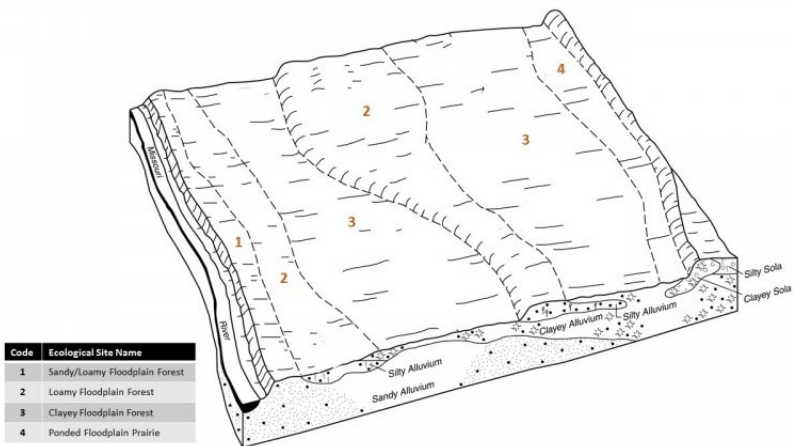 4
2
3
Missouri
3
1
2
Silty Sola
Clayey Sola
Silty Alluvium
Clayey Alluvium
River
Silty Alluvium
Sandy Alluvium
Code Ecological Site Name
1 Sandy/Loamy Floodplain Forest
2 Loamy Floodplain Forest
3 Clayey Floodplain Forest
4 Ponded Floodplain Prairie